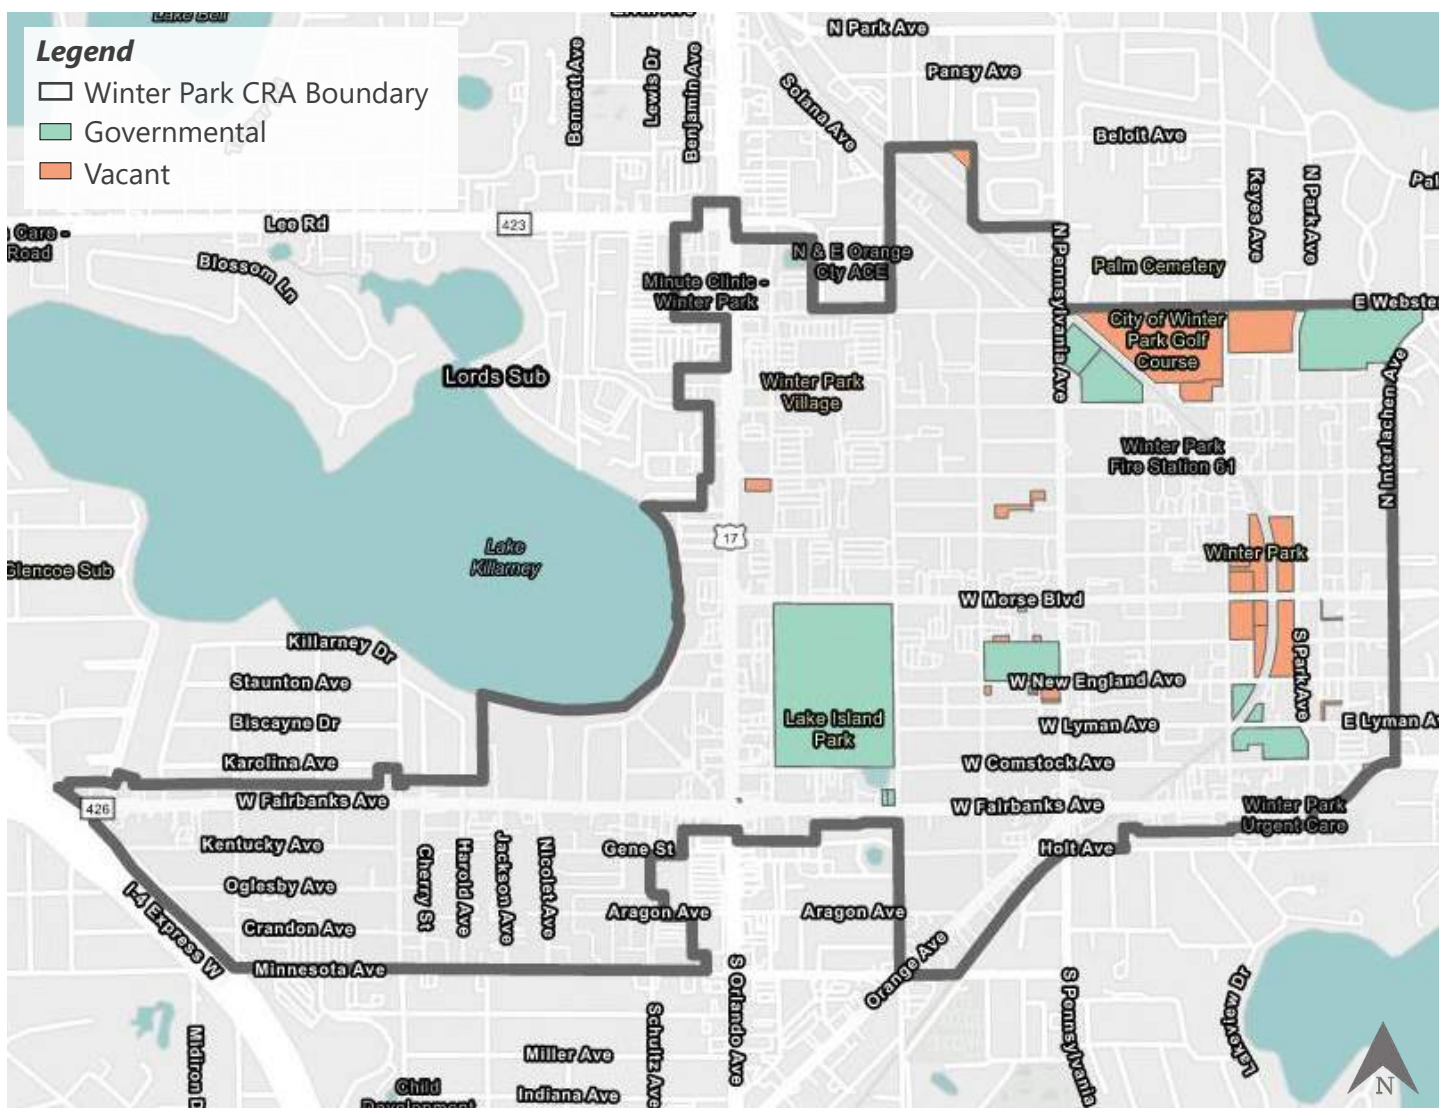 Lake Bell
Legend
Winter Park CRA Boundary
Governmental
Vacant
Bennett Ave
Lewis Dr
Benjamin Ave
N Park Ave
Pansy Ave
Solana Ave
Beloit Ave
Keyes Ave
N Park Ave
Care -
Road
Lee Rd
423
Blossom Ln
N & E Orange
Cty ACE
Minute Clinic -
Winter Park
N Pennsylvania Ave
Palm Cemetery
E Webster
City of Winter
Park Golf
Course
Lords Sub
Winter Park
Village
N Interlachen Ave
Winter Park
Fire Station 61
17
Lake
Killarney
Glencoe Sub
Winter Park
W Morse Blvd
Killarney Dr
Staunton Ave
W New England Ave
S Park Ave
Biscayne Dr
Lake Island
Park
W Lyman Ave
E Lyman Av
Karolina Ave
W Comstock Ave
426
W Fairbanks Ave
W Fairbanks Ave
Winter Park
Urgent Care
Kentucky Ave
Gene St
Holt Ave
Cherry St
Harold Ave
Jackson Ave
Nicolet Ave
Oglesby Ave
Aragon Ave
Aragon Ave
Crandon Ave
I-4 Express W
Minnesota Ave
Orange Ave
S Orlando Ave
S Pennsylvania
Lakeview Dr
Schultz Ave
Miller Ave
Indiana Ave
Child
Development
N